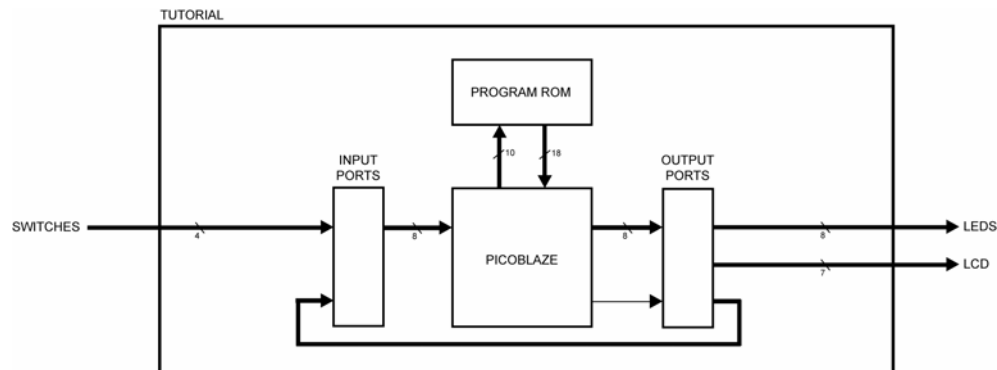 TUTORIAL
PROGRAM ROM
10
18
INPUT
PORTS
OUTPUT
PORTS
SWITCHES
4
8
PICOBLAZE
8
8
LEDS
7
LCD